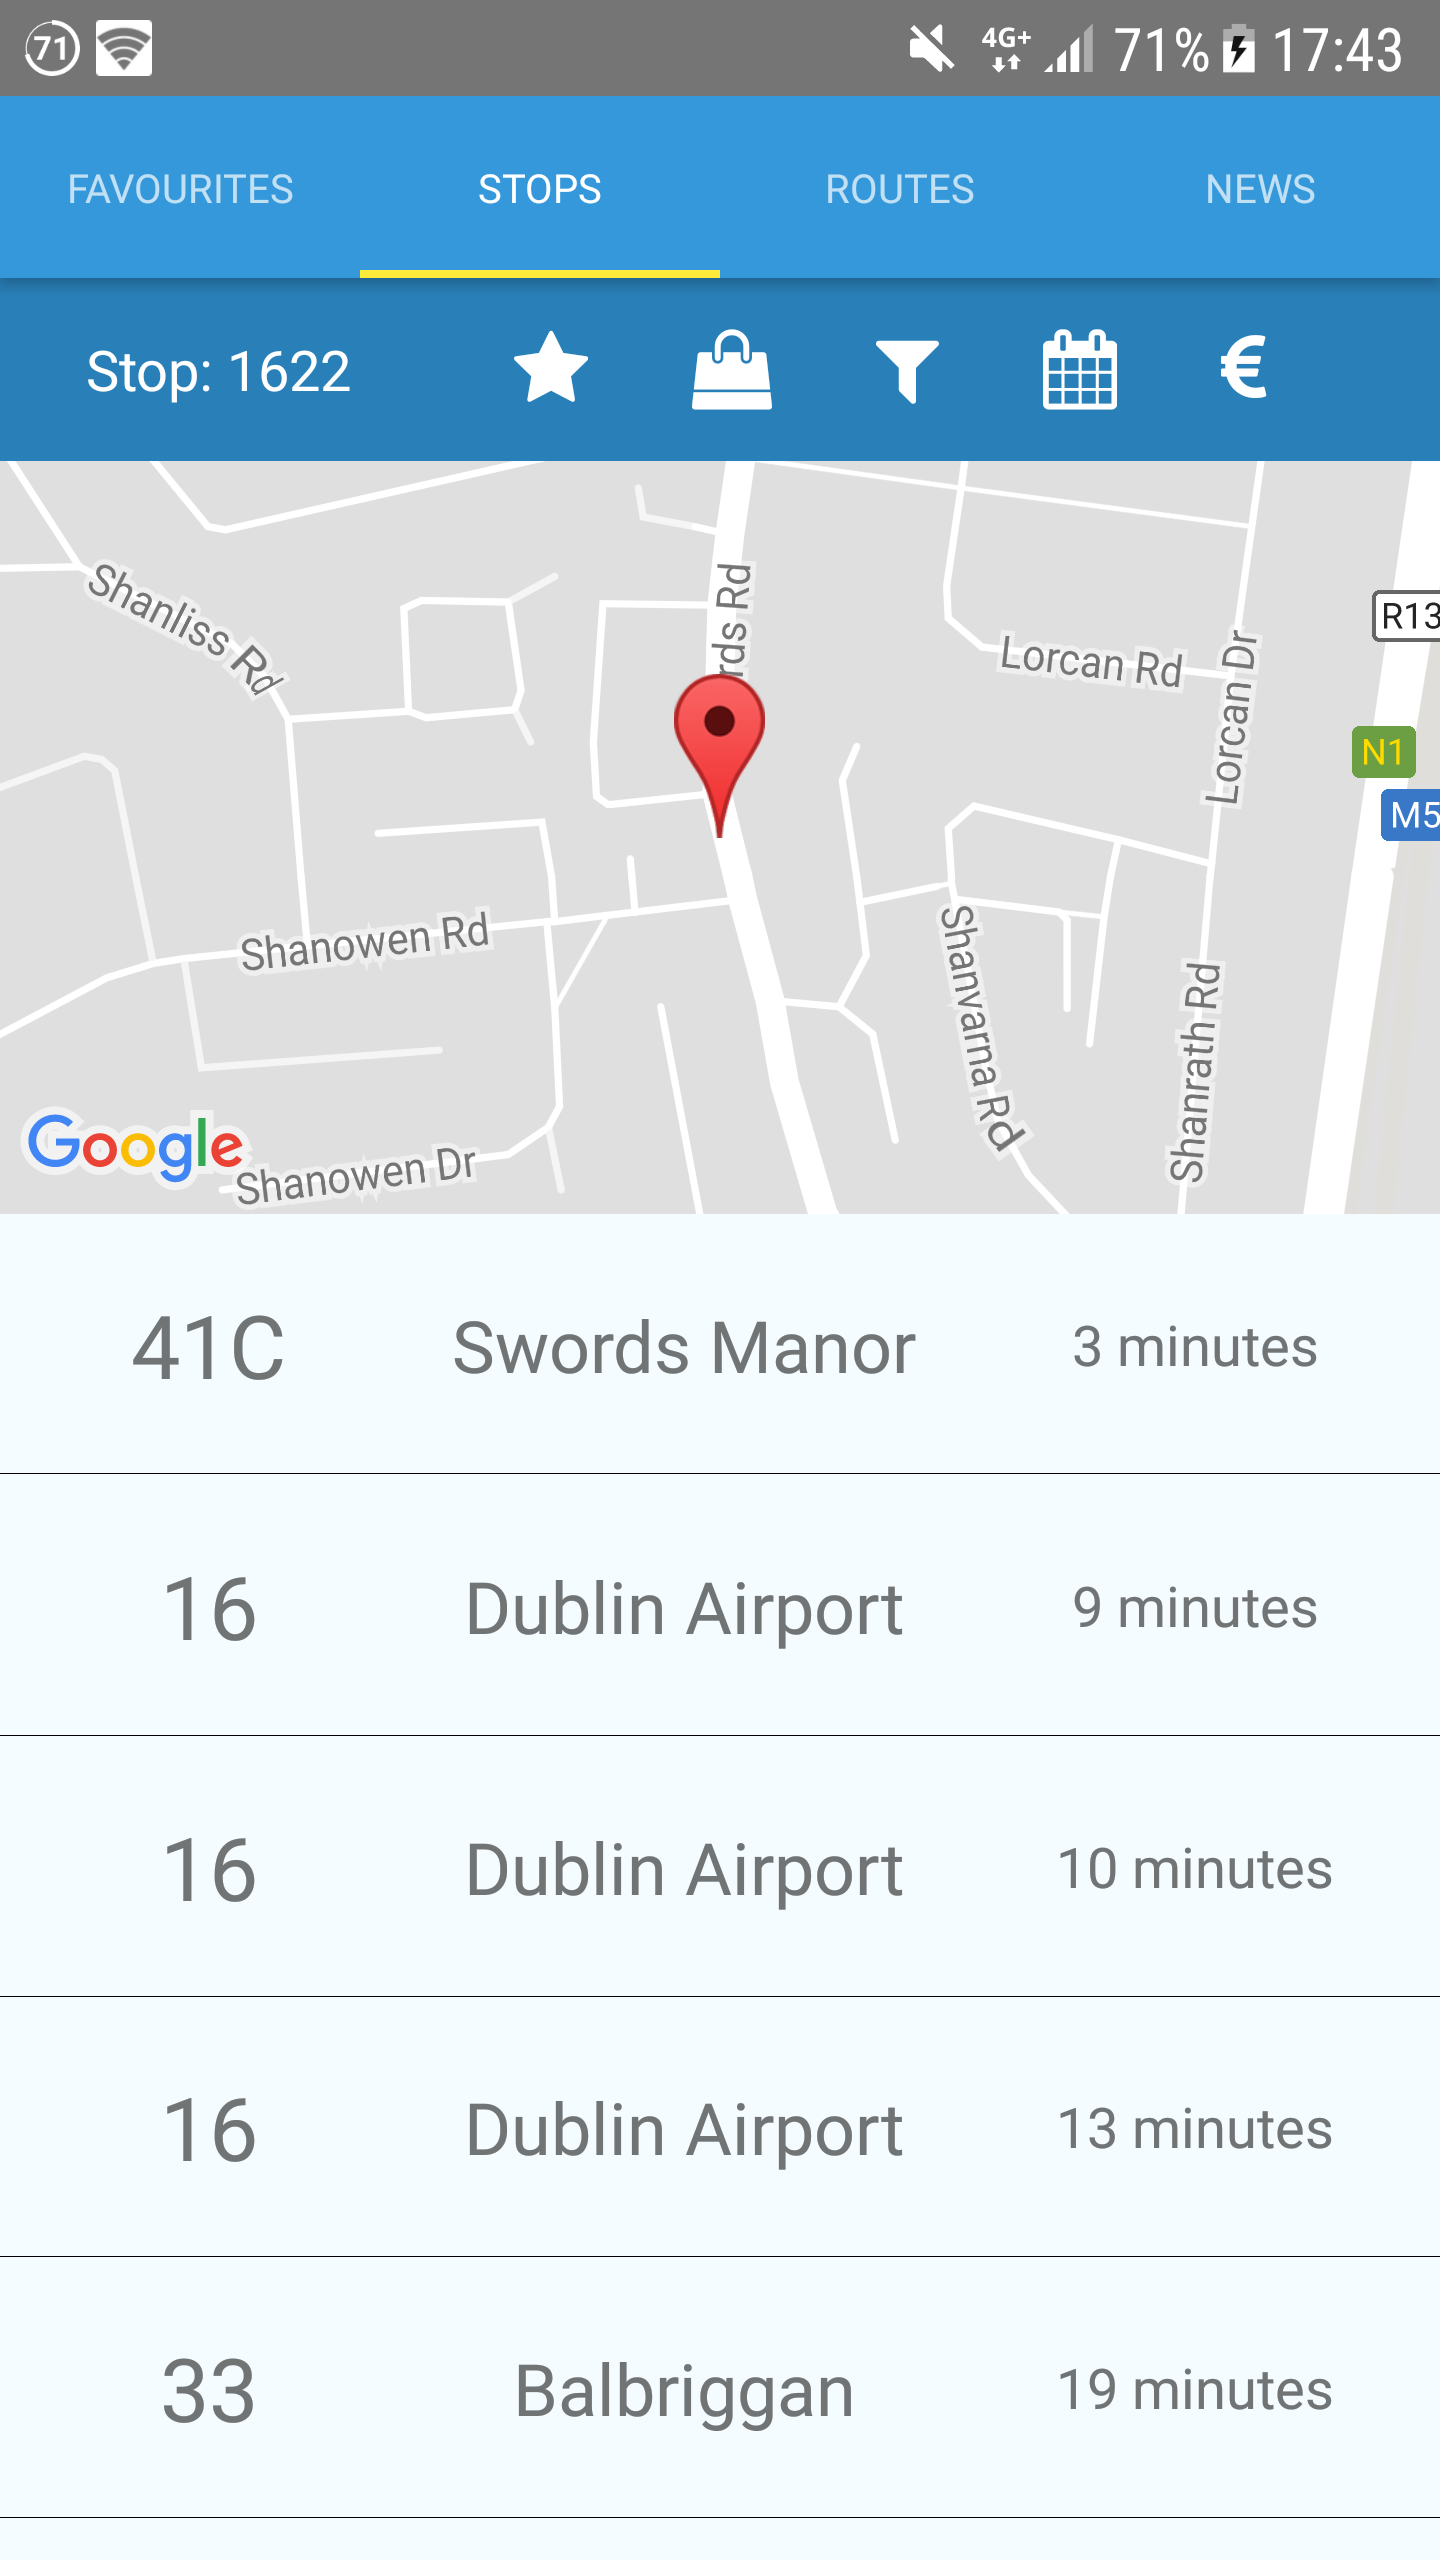 71
4G+ 71% 17:43
FAVOURITES STOPS ROUTES NEWS
Stop: 1622 €
Shanliss Rd
rds Rd
Lorcan Rd
Lorcan Dr
R13
N1
M5
Shanowen Rd
Shanvarna Rd
Shanrath Rd
Google
Shanowen Dr
41C Swords Manor 3 minutes
16 Dublin Airport 9 minutes
16 Dublin Airport 10 minutes
16 Dublin Airport 13 minutes
33 Balbriggan 19 minutes